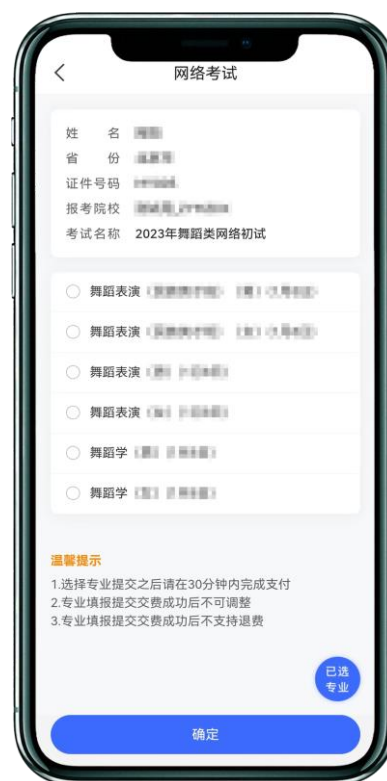 网络考试
姓 名
省 份
证件号码
报考院校
考试名称 2023年舞蹈类网络初试
舞蹈表演
舞蹈表演
舞蹈表演
舞蹈表演
舞蹈学
舞蹈学
温馨提示
1.选择专业提交之后请在30分钟内完成支付
2.专业填报提交交费成功后不可调整
3.专业填报提交交费成功后不支持退费
已选
专业
确定